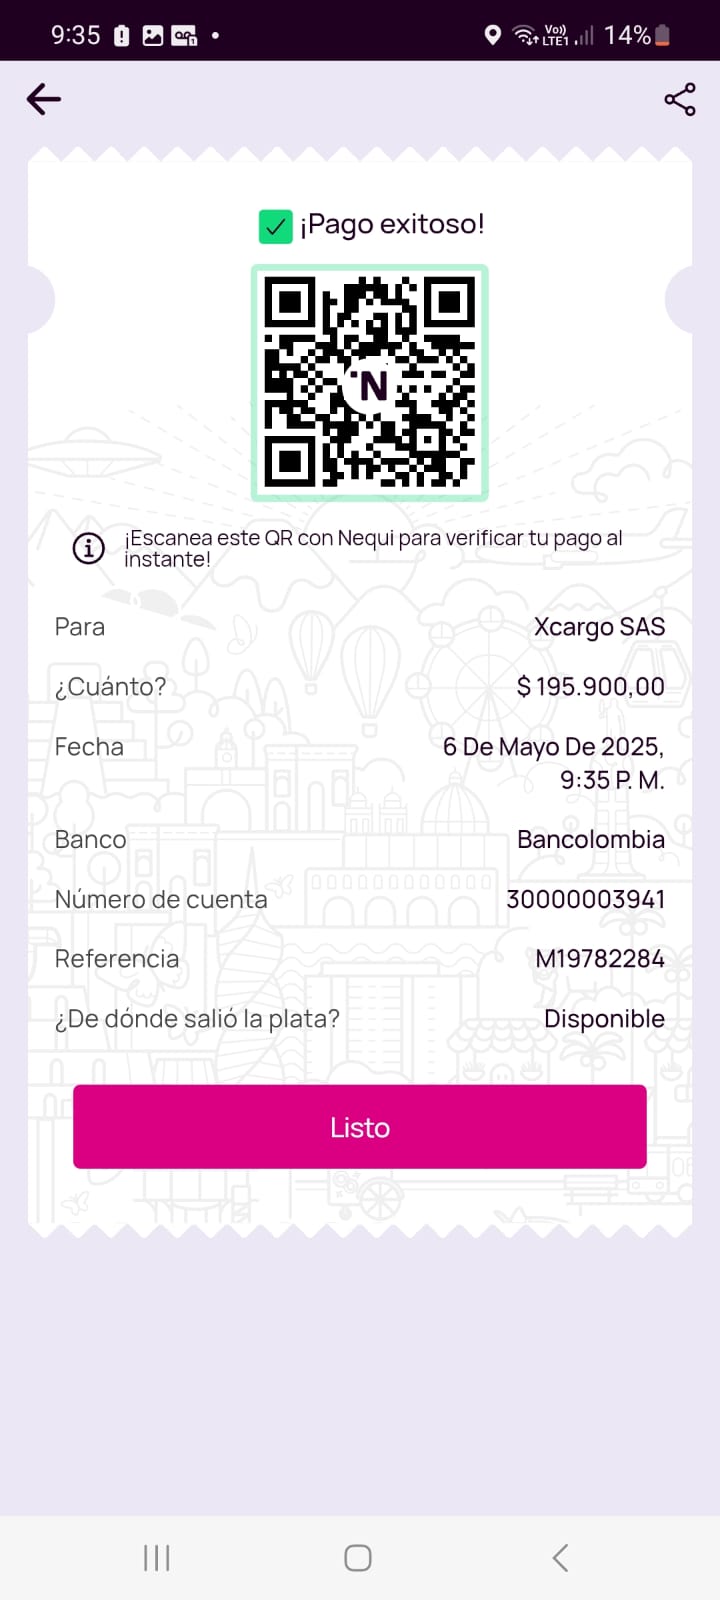 9:35
Vo))
LTE1
14%
¡Pago exitoso!
N
¡Escanea este QR con Nequi para verificar tu pago al
instante!
Para
Xcargo SAS
¿Cuánto?
$ 195.900,00
Fecha
6 De Mayo De 2025,
9:35 P. M.
Banco
Bancolombia
Número de cuenta
30000003941
Referencia
M19782284
¿De dónde salió la plata?
Disponible
Listo